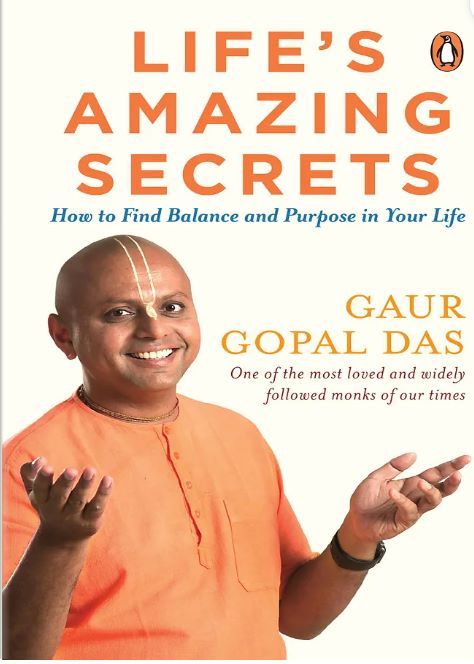 LIFE'S
AMAZING
SECRETS
How to Find Balance and Purpose in Your Life
GAUR
GOPAL DAS
One of the most loved and widely
followed monks of our times